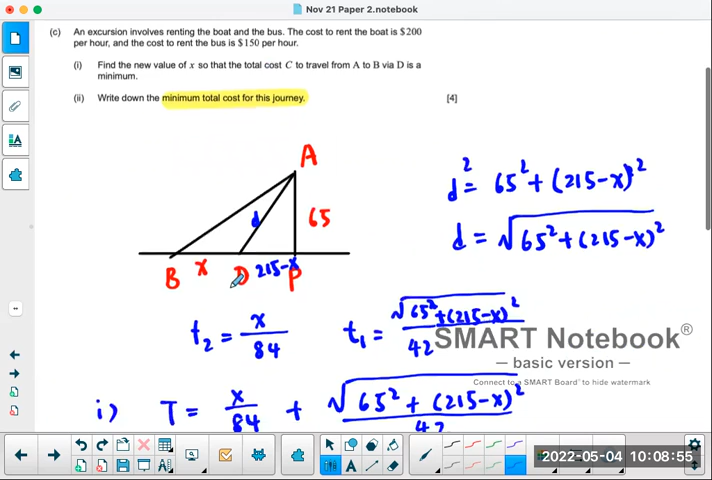 Nov 21 Paper 2.notebook
(c) An excursion involves renting the boat and the bus. The cost to rent the boat is $200
per hour, and the cost to rent the bus is $150 per hour.
(i) Find the new value of x so that the total cost C to travel from A to B via D is a
minimum.
(ii) Write down the minimum total cost for this journey. [4]
A
d
65
B x D 215-x P
d² = 65² + (215-x)²
d = √65² + (215-x)²
t₂ = x/84
t₁ = √65² + (215-x)²/42
SMART Notebook®
— basic version —
Connect to a SMART Board® to hide watermark
i) T = x/84 + √65² + (215-x)²/42
2022-05-04 10:08:55